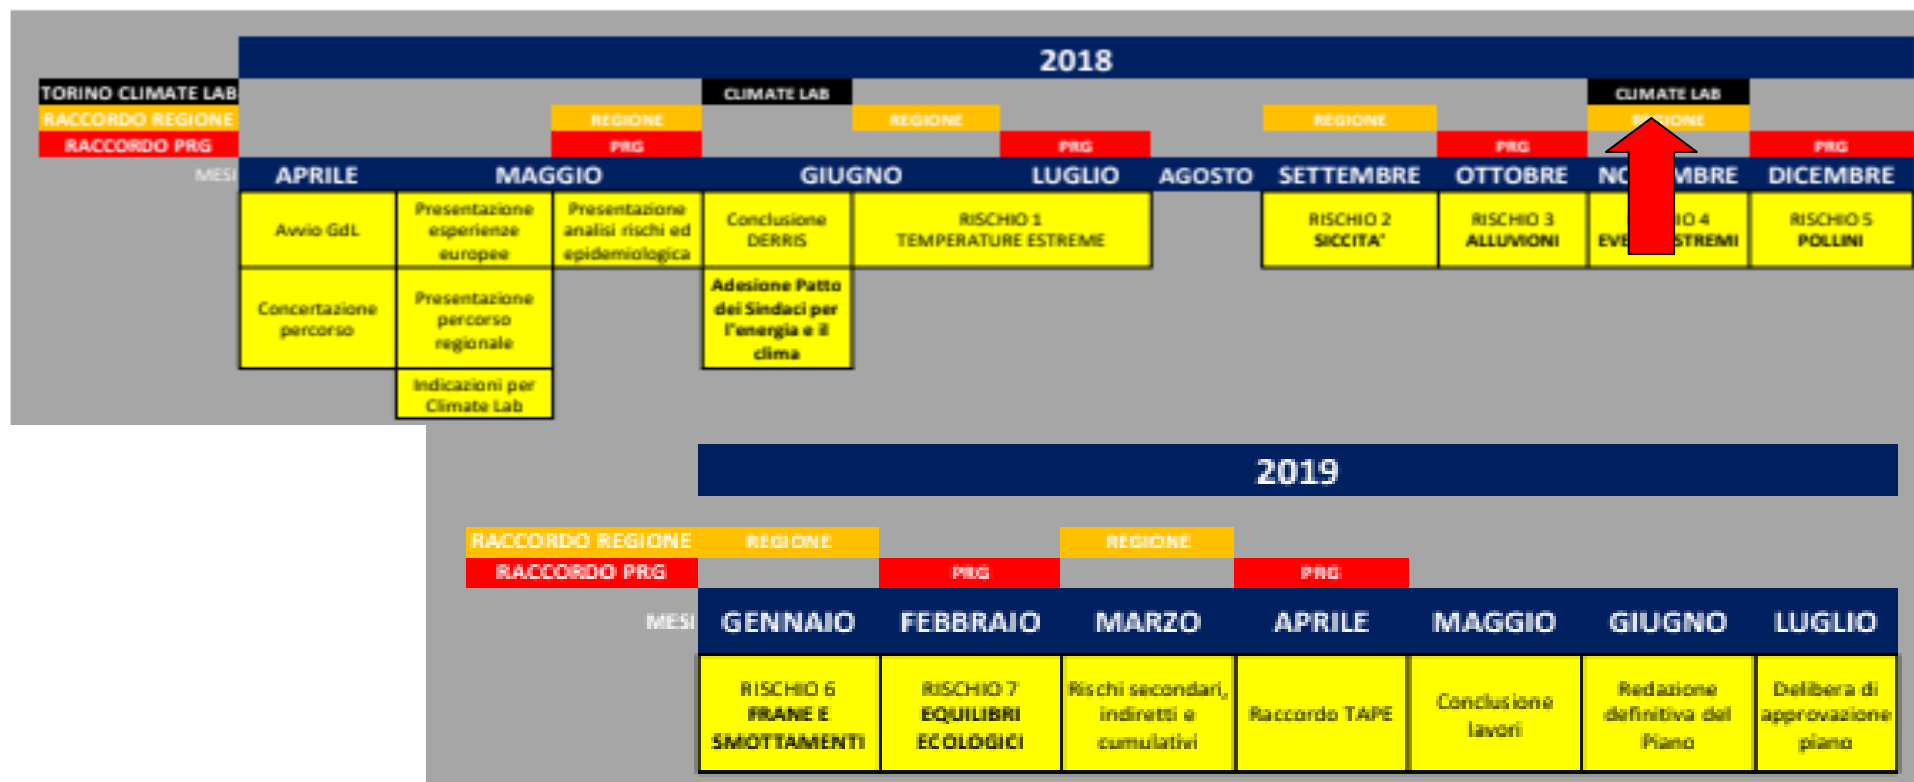 2018
TORINO CLIMATE LAB CLIMATE LAB CLIMATE LAB
RACCORDO REGIONE REGIONE REGIONE REGIONE REGIONE
RACCORDO PRG PRG PRG PRG PRG
MESI APRILE MAGGIO GIUGNO LUGLIO AGOSTO SETTEMBRE OTTOBRE DICEMBRE
Avvio GdL
Presentazione
esperienze
europee
Presentazione
analisi rischi ed
epidemiologica
Conclusione
DERRIS
RISCHIO 1
TEMPERATURE ESTREME
RISCHIO 2
SICCITA'
RISCHIO 3
ALLUVIONI
RISCHIO 5
POLLINI
Concertazione
percorso
Presentazione
percorso
regionale
Adesione Patto
dei Sindaci per
l'energia e il
clima
Indicazioni per
Climate Lab
2019
RACCORDO REGIONE REGIONE REGIONE
RACCORDO PRG PRG PRG
MESI GENNAIO FEBBRAIO MARZO APRILE MAGGIO GIUGNO LUGLIO
RISCHIO 6
FRANE E
SMOTTAMENTI
RISCHIO 7
EQUILIBRI
ECOLOGICI
Rischi secondari,
indiretti e
cumulativi
Raccordo TAPE
Conclusione
lavori
Redazione
definitiva del
Piano
Delibera di
approvazione
piano